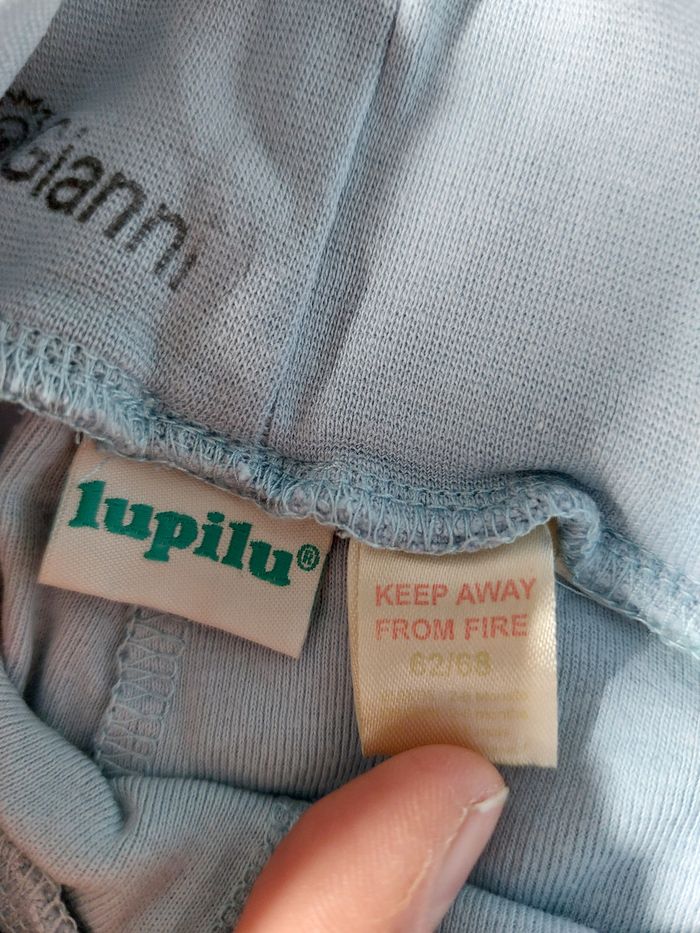 Gianni
lupilu®
KEEP AWAY
FROM FIRE
62/68